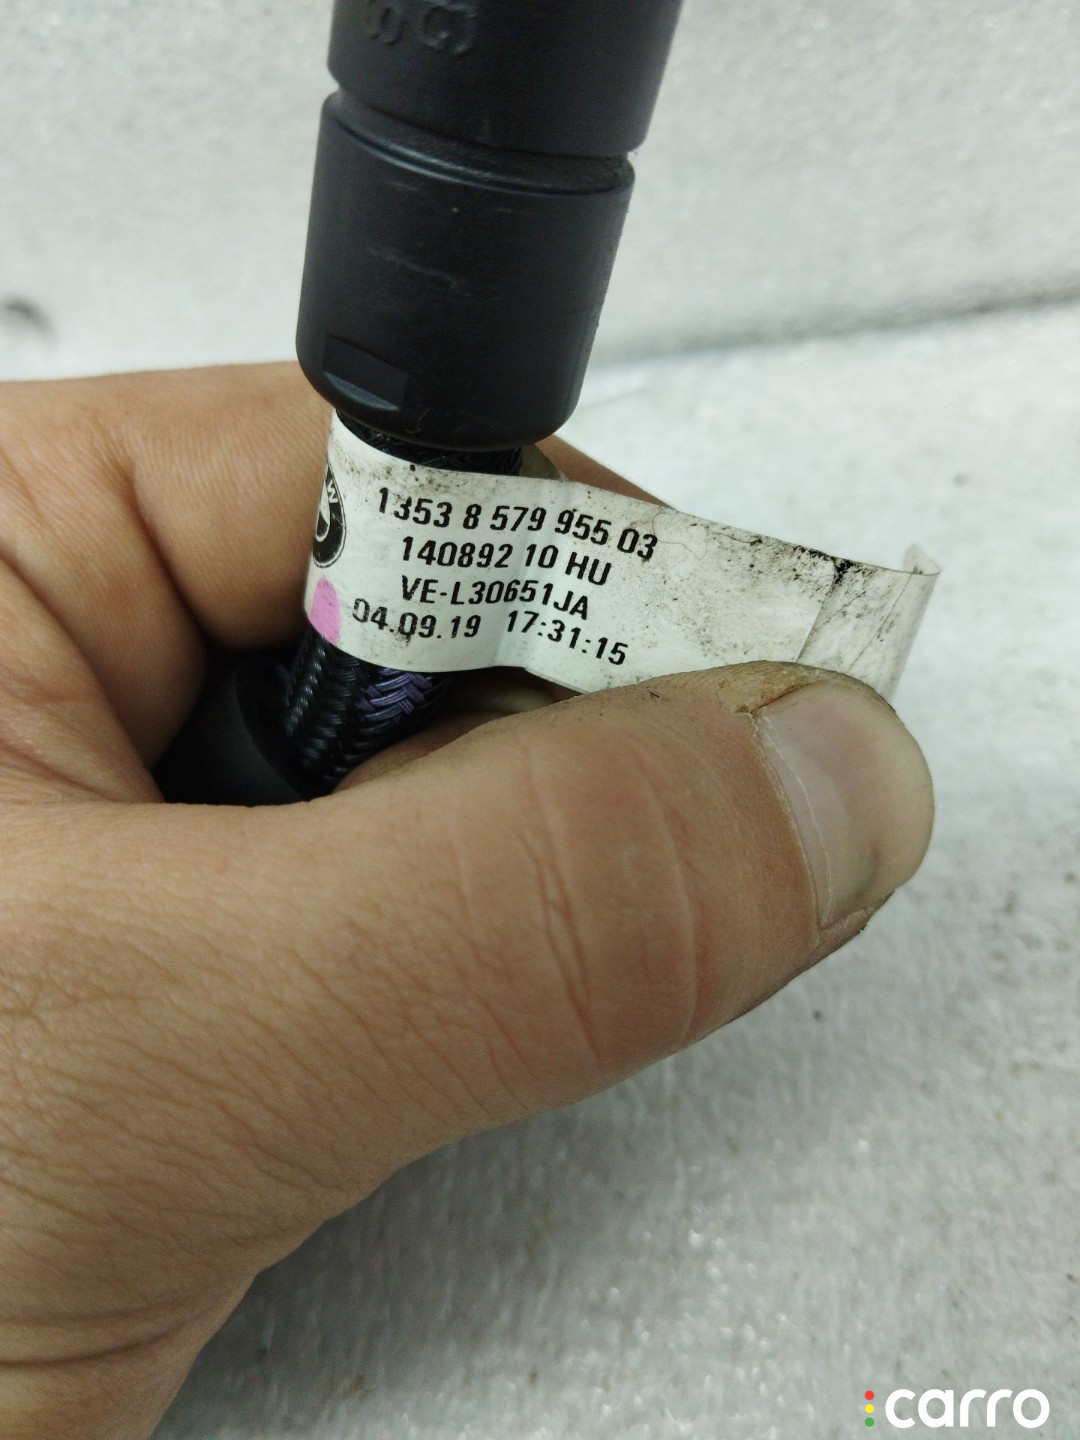 1353 8 579 955 03
140892 10 HU
VE-L30651JA
04.09.19 17:31:15
carro